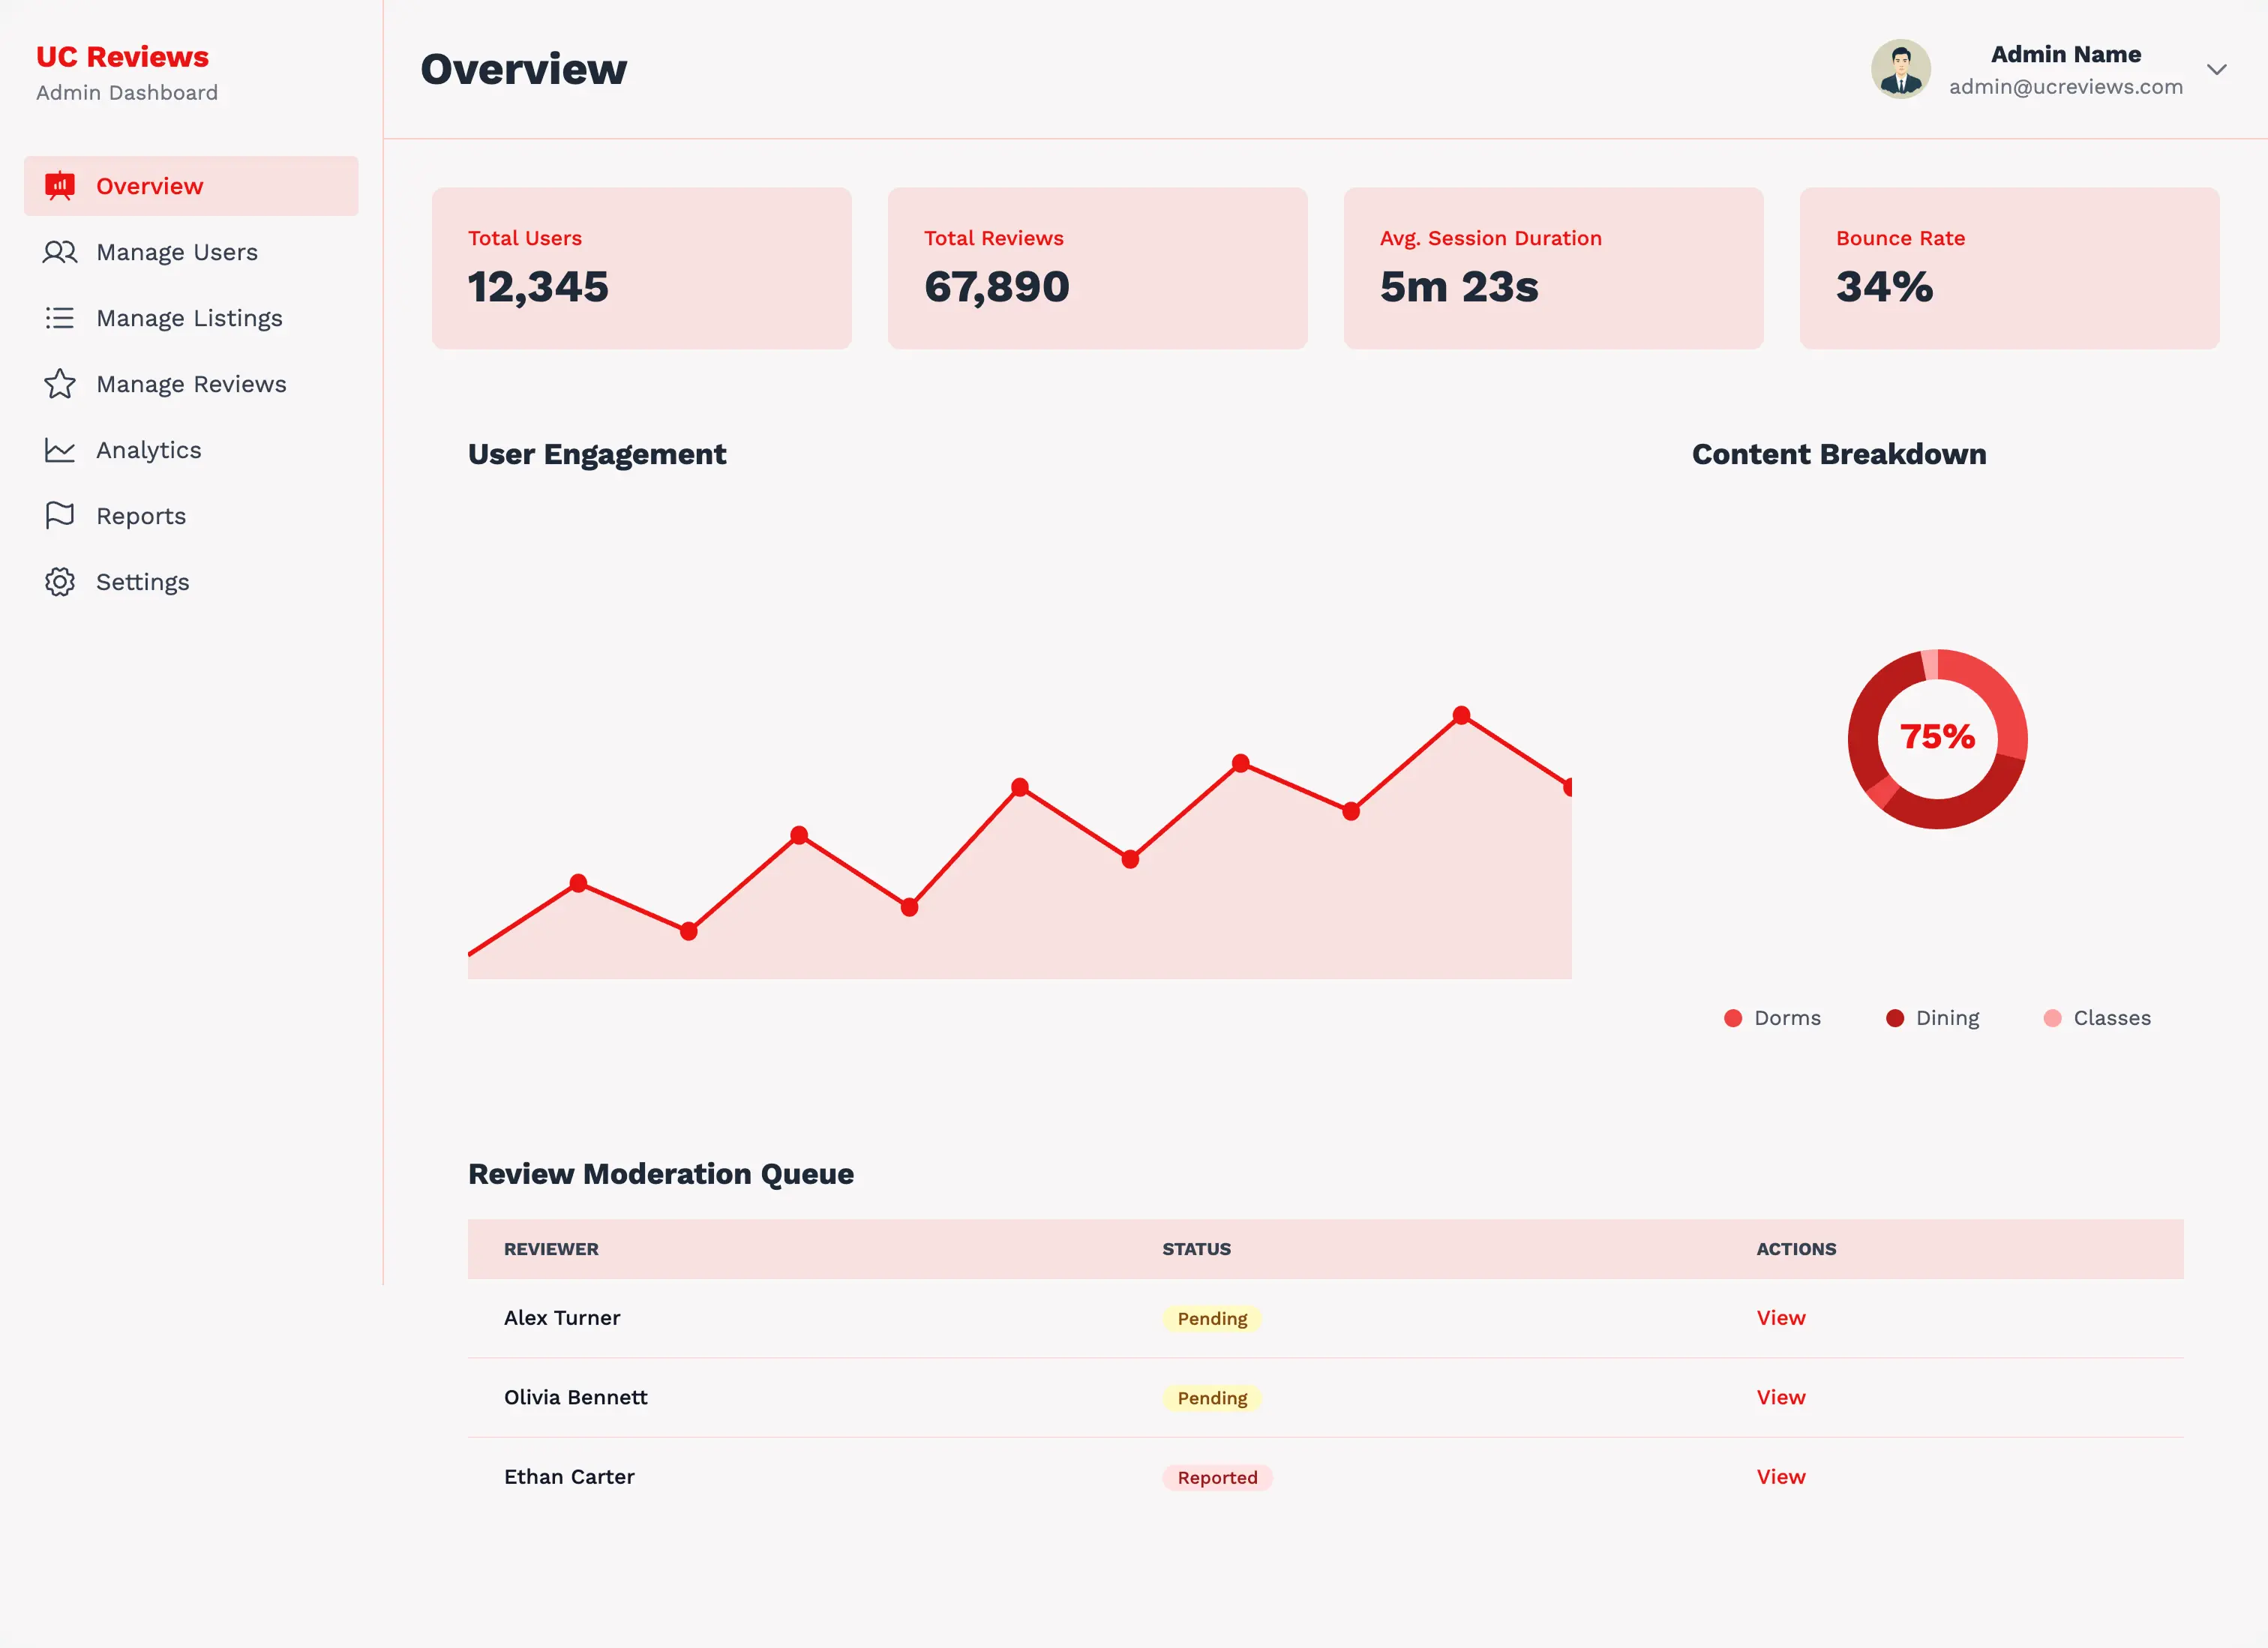 UC Reviews
Admin Dashboard
Overview
Manage Users
Manage Listings
Manage Reviews
Analytics
Reports
Settings
Overview
Admin Name
admin@ucreviews.com
Total Users
12,345
Total Reviews
67,890
Avg. Session Duration
5m 23s
Bounce Rate
34%
User Engagement
Content Breakdown
75%
Dorms
Dining
Classes
Review Moderation Queue
REVIEWER STATUS ACTIONS
Alex Turner Pending View
Olivia Bennett Pending View
Ethan Carter Reported View